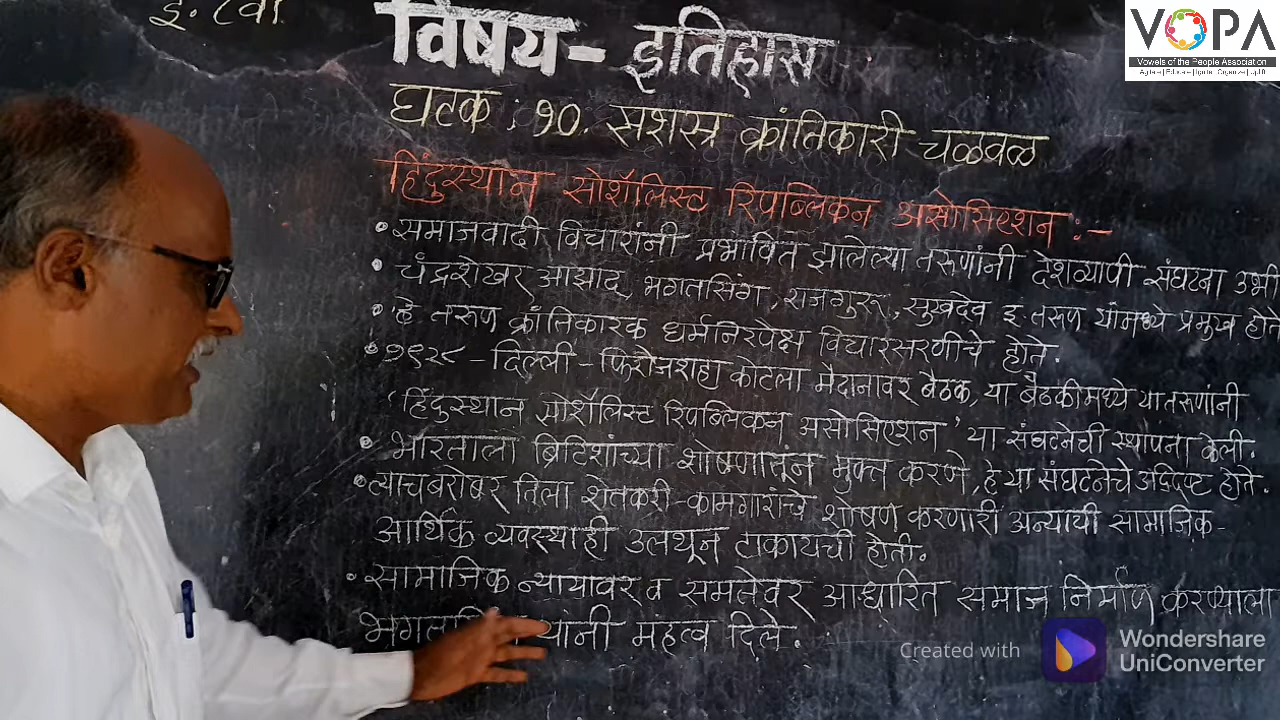 इ. ८वी
VOPA
Vowels of the People Association
विषय - इतिहास
घटक : १०. सशस्त्र क्रांतिकारी चळवळ
हिंदुस्थान सोशॅलिस्ट रिपब्लिकन असोसिएशन :-
• समाजवादी विचारांनी प्रभावित झालेल्या तरूणांनी देशव्यापी संघटना उभी
• चंद्रशेखर आझाद, भगतसिंग, राजगुरू, सुखदेव इ. तरूण यांमध्ये प्रमुख होते
• हे तरूण क्रांतिकारक धर्मनिरपेक्ष विचारसरणीचे होते.
• १९२८ - दिल्ली - फिरोजशहा कोटला मैदानावर बैठक, या बैठकीमध्ये या तरूणांनी
'हिंदुस्थान सोशॅलिस्ट रिपब्लिकन असोसिएशन' या संघटनेची स्थापना केली.
• भारताला ब्रिटिशांच्या शोषणातून मुक्त करणे, हे या संघटनेचे उद्दिष्ट होते.
• त्याचबरोबर तिला शेतकरी - कामगारांचे शोषण करणारी अन्यायी सामाजिक -
आर्थिक व्यवस्थाही उलथून टाकायची होती.
• सामाजिक न्यायावर व समतेवर आधारित समाज निर्माण करण्याला
यांनी महत्व दिले.
Created with Wondershare UniConverter